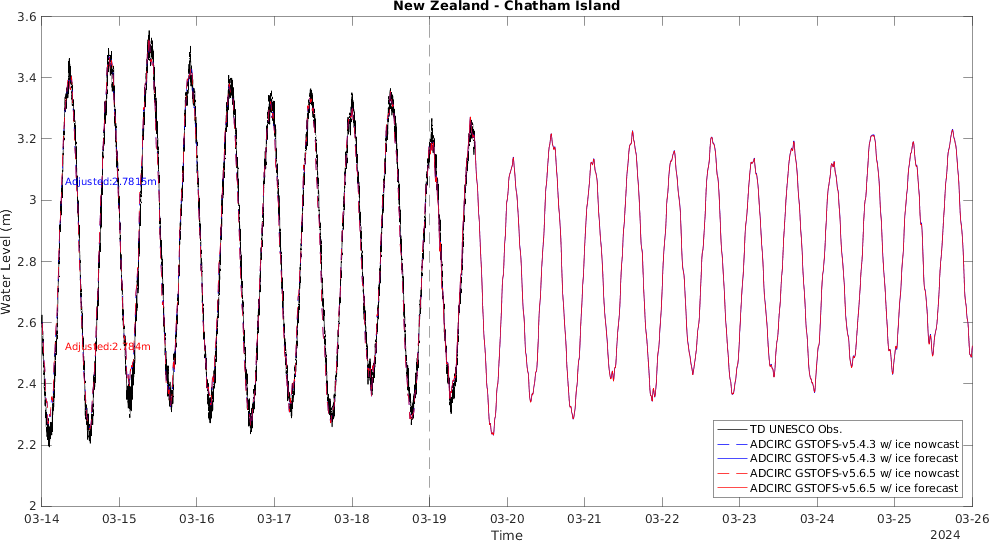 New Zealand - Chatham Island
3.6
3.4
3.2
3
2.8
2.6
2.4
2.2
2
Water Level (m)
Adjusted:2.7815m
Adjusted:2.784m
TD UNESCO Obs.
ADCIRC GSTOFS-v5.4.3 w/ ice nowcast
ADCIRC GSTOFS-v5.4.3 w/ ice forecast
ADCIRC GSTOFS-v5.6.5 w/ ice nowcast
ADCIRC GSTOFS-v5.6.5 w/ ice forecast
03-14 03-15 03-16 03-17 03-18 03-19 03-20 03-21 03-22 03-23 03-24 03-25 03-26
Time
2024